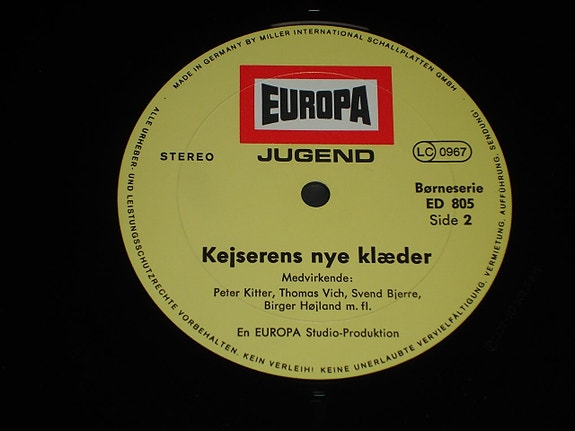 · MADE IN GERMANY BY MILLER INTERNATIONAL SCHALLPLATTEN GMBH ·
EUROPA
JUGEND
STEREO
LC 0967
Børneserie
ED 805
Side 2
Kejserens nye klæder
Medvirkende:
Peter Kitter, Thomas Vich, Svend Bjerre,
Birger Højland m. fl.
En EUROPA Studio-Produktion
ALLE URHEBER- UND LEISTUNGSSCHUTZRECHTE VORBEHALTEN. KEIN VERLEIH! KEINE UNERLAUBTE VERVIELFÄLTIGUNG, VERMIETUNG, AUFFÜHRUNG, SENDUNG!